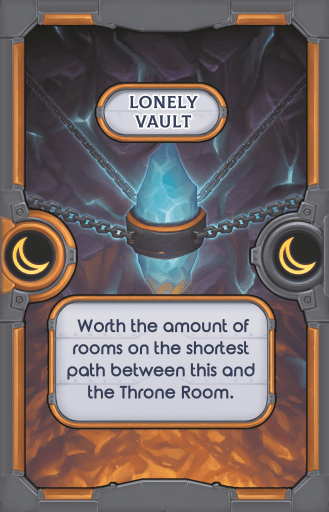 LONELY
VAULT
Worth the amount of
rooms on the shortest
path between this and
the Throne Room.